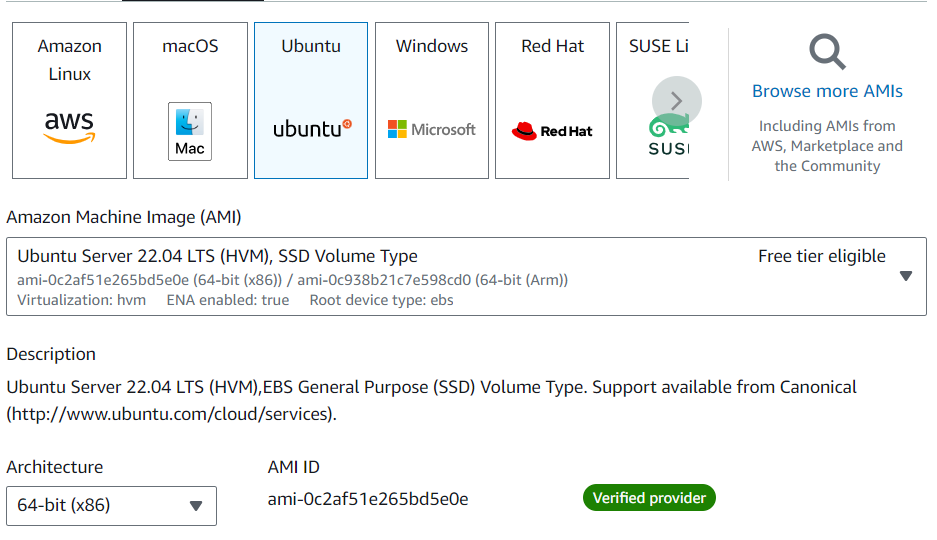 Amazon Linux
macOS
Ubuntu
Windows
Red Hat
SUSE Li
aws
Mac
ubuntu
Microsoft
Red Hat
SUS
Browse more AMIs
Including AMIs from
AWS, Marketplace and
the Community
Amazon Machine Image (AMI)
Ubuntu Server 22.04 LTS (HVM), SSD Volume Type
Free tier eligible
ami-0c2af51e265bd5e0e (64-bit (x86)) / ami-0c938b21c7e598cd0 (64-bit (Arm))
Virtualization: hvm ENA enabled: true Root device type: ebs
Description
Ubuntu Server 22.04 LTS (HVM),EBS General Purpose (SSD) Volume Type. Support available from Canonical
(http://www.ubuntu.com/cloud/services).
Architecture
AMI ID
64-bit (x86)
ami-0c2af51e265bd5e0e
Verified provider